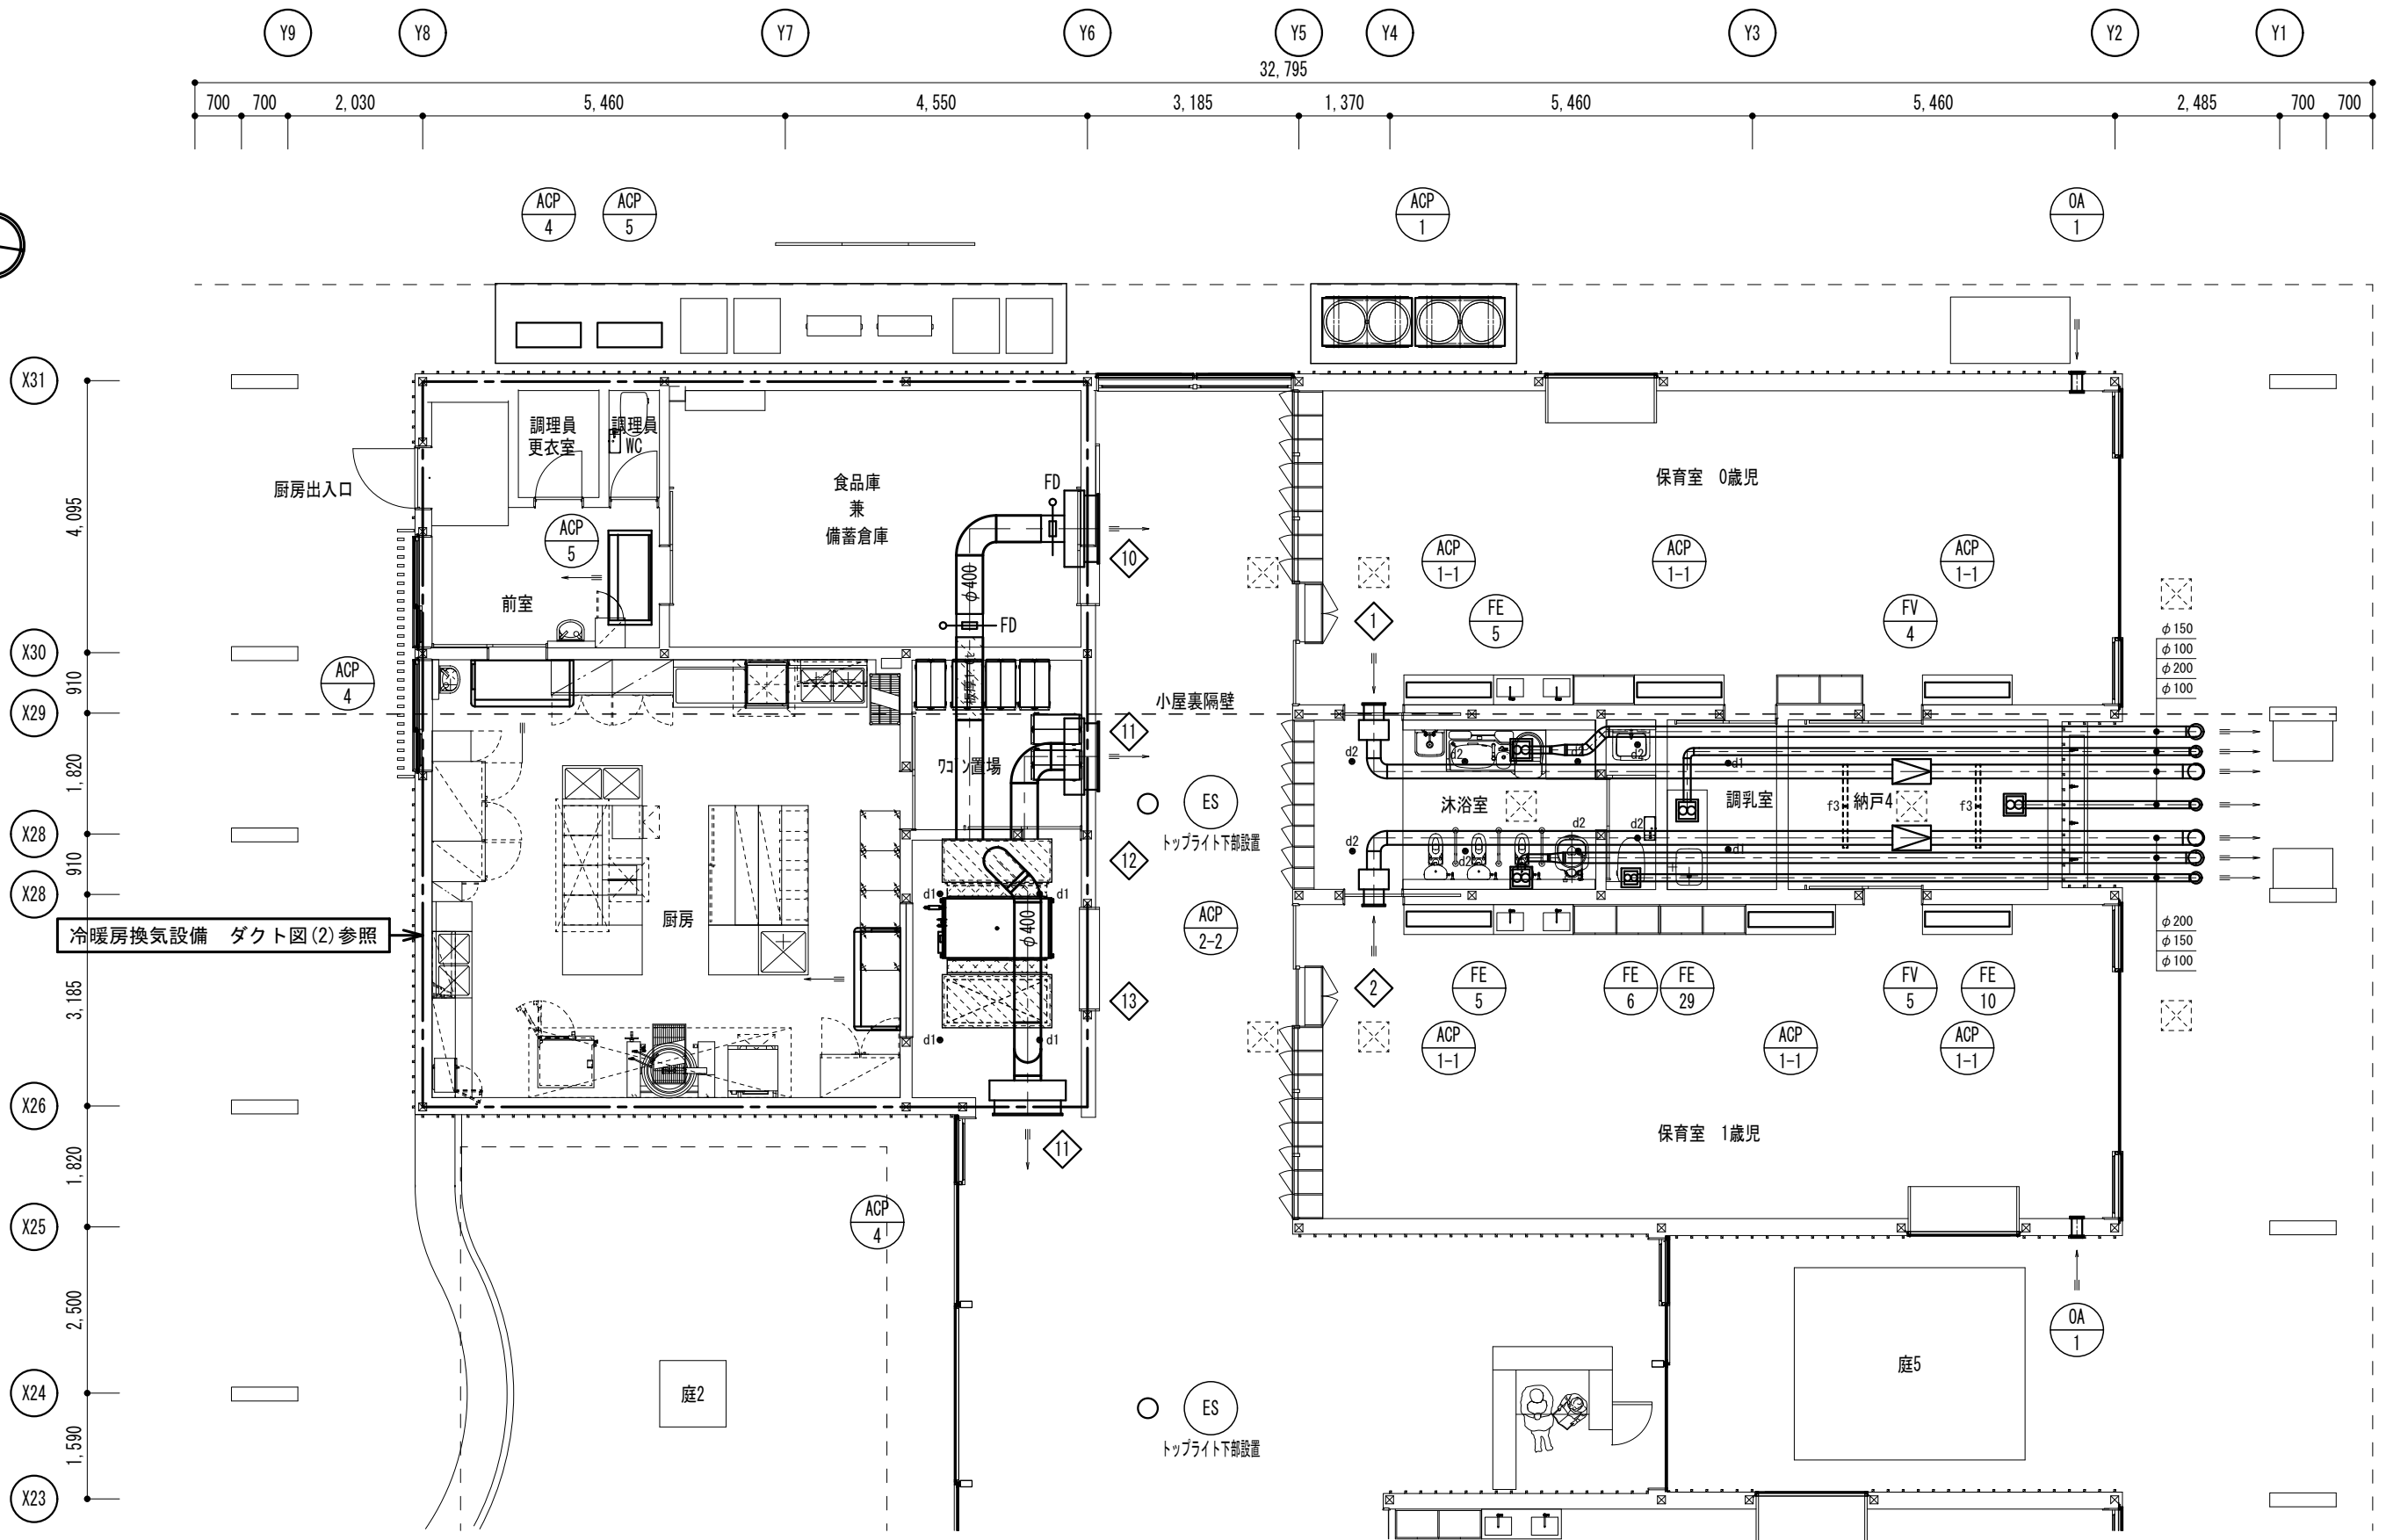 Y9 Y8 Y7 Y6 Y5 Y4 Y3 Y2 Y1
32,795
700 700 2,030 5,460 4,550 3,185 1,370 5,460 5,460 2,485 700 700
ACP
4
ACP
5
ACP
1
OA
1
X31
4,095
X30
910
X29
1,820
X28
910
X28
3,185
X26
1,820
X25
2,500
X24
1,590
X23
厨房出入口
調理員
更衣室
調理員
WC
ACP
5
前室
食品庫
兼
備蓄倉庫
FD
φ400
FD
10
ACP
4
11
ワゴン置場
12
厨房
d1
d1
φ400
d1
d1
13
11
冷暖房換気設備 ダクト図(2)参照
ACP
4
庭2
小屋裏隔壁
ES
トップライト下部設置
ACP
2-2
ES
トップライト下部設置
保育室 0歳児
ACP
1-1
ACP
1-1
ACP
1-1
FE
5
FV
4
1
φ150
φ100
φ200
φ100
d2
d2
d2
d2
d1
沐浴室
調乳室
f3
納戸4
f3
d2
d2
d2
d2
d1
φ200
φ150
φ100
2
FE
5
FE
6
FE
29
FV
5
FE
10
ACP
1-1
ACP
1-1
ACP
1-1
保育室 1歳児
OA
1
庭5